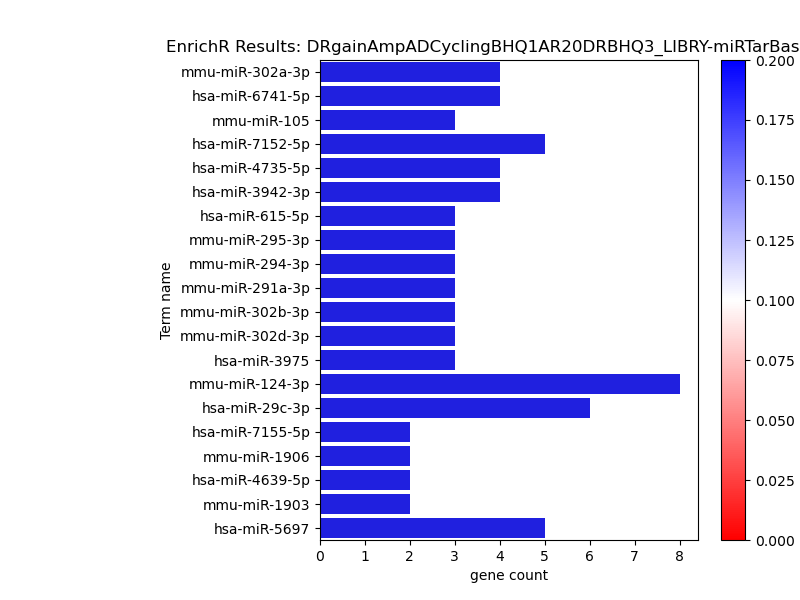 EnrichR Results: DRgainAmpADCyclingBHQ1AR20DRBHQ3_LIBRY-miRTarBas
mmu-miR-302a-3p
hsa-miR-6741-5p
mmu-miR-105
hsa-miR-7152-5p
hsa-miR-4735-5p
hsa-miR-3942-3p
hsa-miR-615-5p
mmu-miR-295-3p
mmu-miR-294-3p
mmu-miR-291a-3p
mmu-miR-302b-3p
mmu-miR-302d-3p
hsa-miR-3975
mmu-miR-124-3p
hsa-miR-29c-3p
hsa-miR-7155-5p
mmu-miR-1906
hsa-miR-4639-5p
mmu-miR-1903
hsa-miR-5697
Term name
0 1 2 3 4 5 6 7 8
gene count
0.200
0.175
0.150
0.125
0.100
0.075
0.050
0.025
0.000